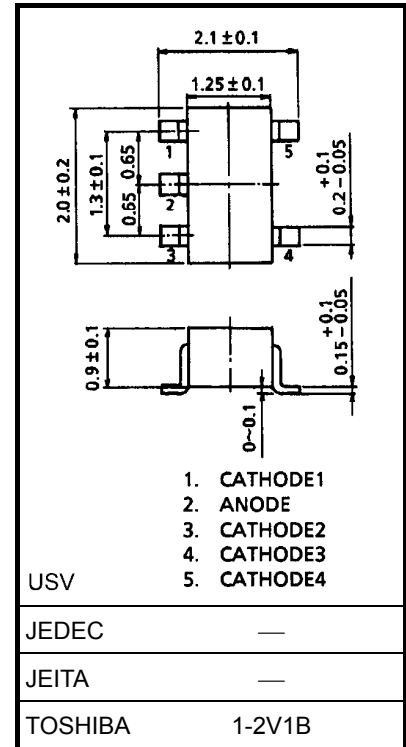 2.1±0.1
1.25±0.1
2.0±0.2
1.3±0.1
0.65
0.65
1
2
3
5
4
+0.1
0.2-0.05
0.9±0.1
+0.1
0.15-0.05
0~0.1
1. CATHODE1
2. ANODE
3. CATHODE2
4. CATHODE3
USV 5. CATHODE4
JEDEC —
JEITA —
TOSHIBA 1-2V1B